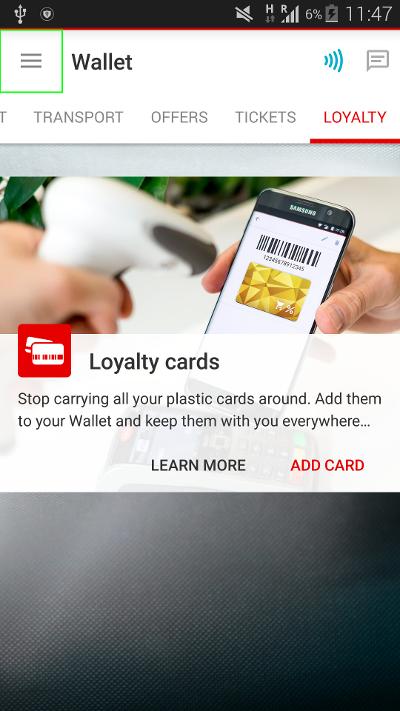 H R 6% 11:47
Wallet
T TRANSPORT OFFERS TICKETS LOYALTY
SAMSUNG
12345678912345
%
Loyalty cards
Stop carrying all your plastic cards around. Add them
to your Wallet and keep them with you everywhere...
LEARN MORE ADD CARD